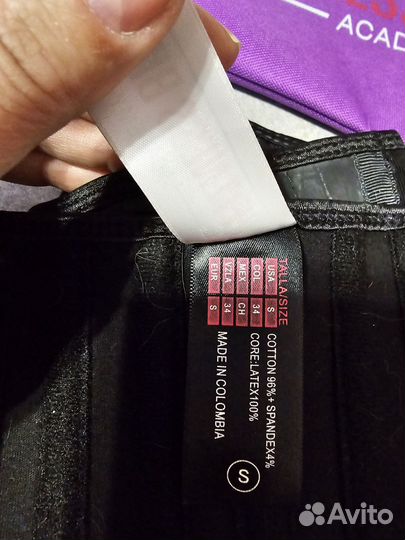 ACAD
TALLA/SIZE
USA S
COL 34
MEX CH
VZLA 34
EUR S
COTTON 96%+ SPANDEX4%
CORE:LATEX100%
MADE IN COLOMBIA
S
Avito